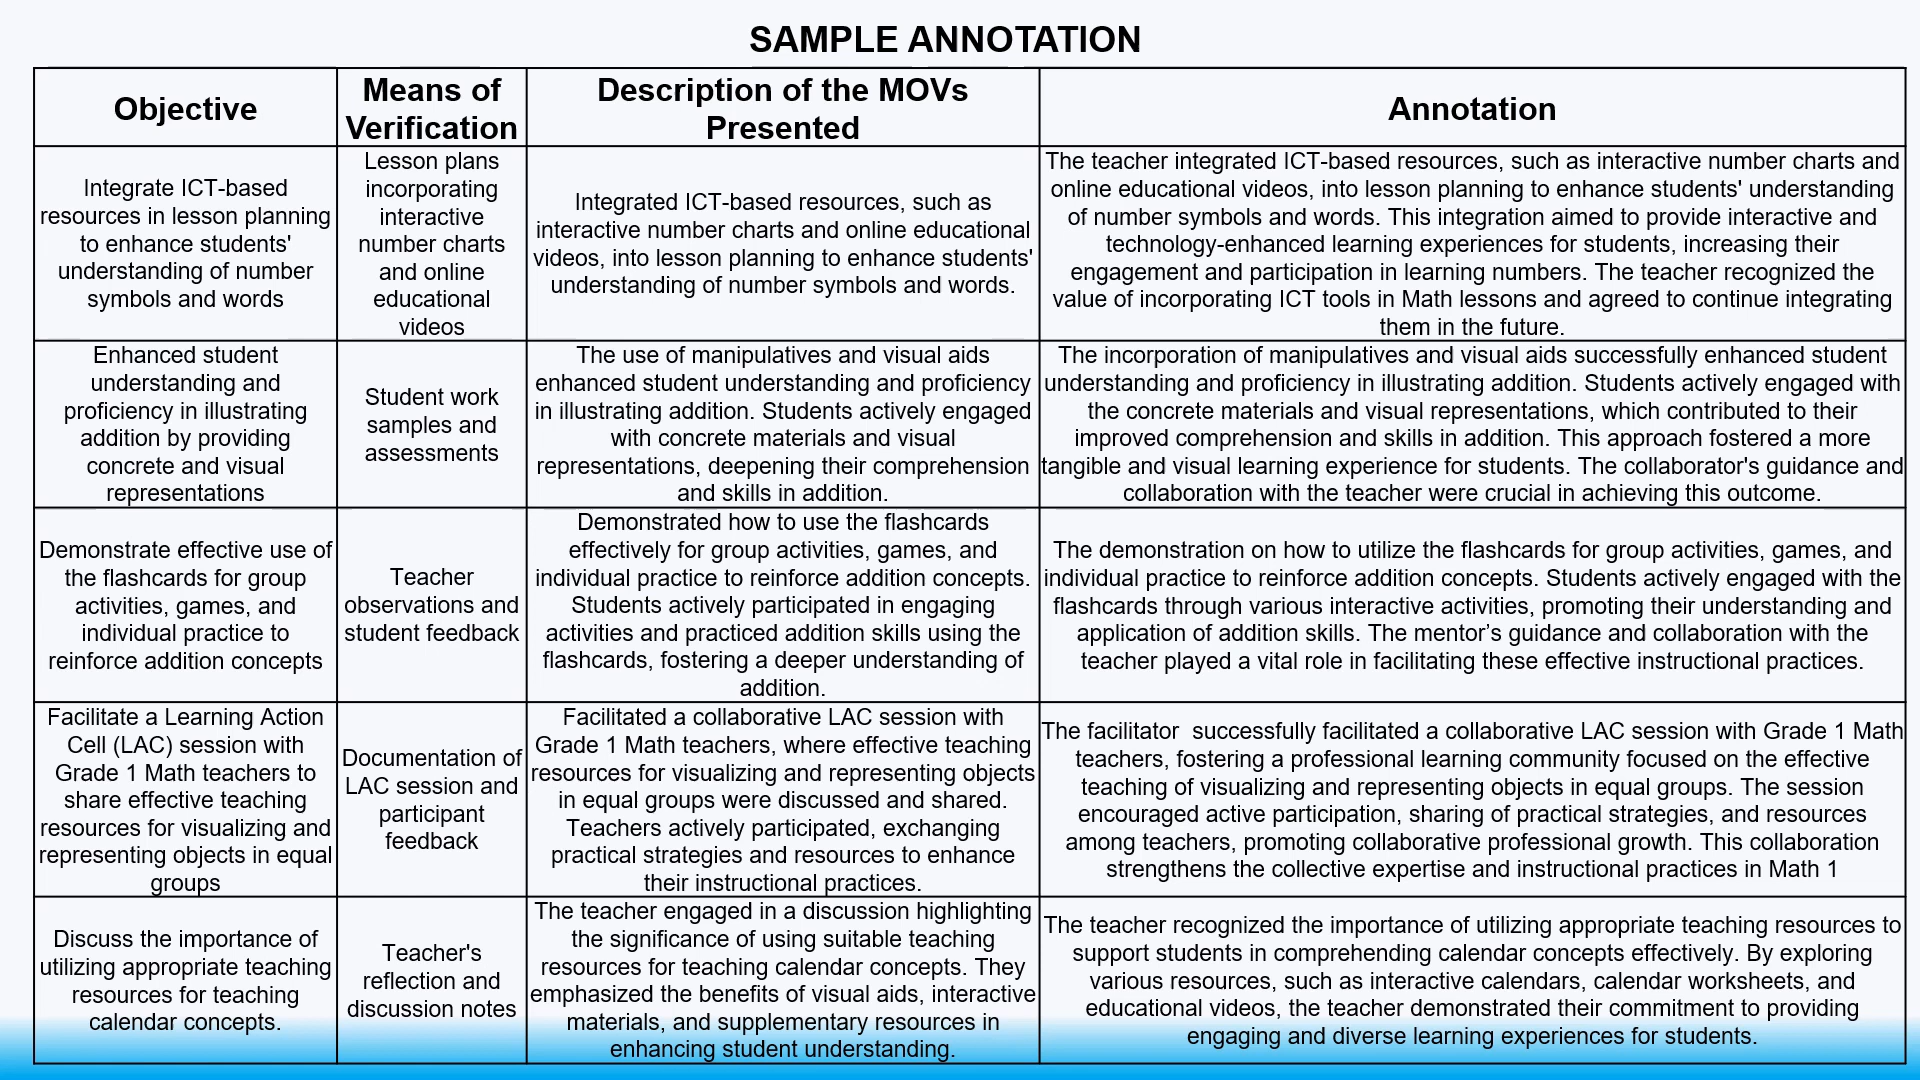 SAMPLE ANNOTATION
Objective
Means of
Verification
Description of the MOVs
Presented
Annotation
Integrate ICT-based
resources in lesson planning
to enhance students'
understanding of number
symbols and words
Lesson plans
incorporating
interactive
number charts
and online
educational
videos
Integrated ICT-based resources, such as
interactive number charts and online educational
videos, into lesson planning to enhance students'
understanding of number symbols and words.
The teacher integrated ICT-based resources, such as interactive number charts and
online educational videos, into lesson planning to enhance students' understanding
of number symbols and words. This integration aimed to provide interactive and
technology-enhanced learning experiences for students, increasing their
engagement and participation in learning numbers. The teacher recognized the
value of incorporating ICT tools in Math lessons and agreed to continue integrating
them in the future.
Enhanced student
understanding and
proficiency in illustrating
addition by providing
concrete and visual
representations
Student work
samples and
assessments
The use of manipulatives and visual aids
enhanced student understanding and proficiency
in illustrating addition. Students actively engaged
with concrete materials and visual
representations, deepening their comprehension
and skills in addition.
The incorporation of manipulatives and visual aids successfully enhanced student
understanding and proficiency in illustrating addition. Students actively engaged with
the concrete materials and visual representations, which contributed to their
improved comprehension and skills in addition. This approach fostered a more
tangible and visual learning experience for students. The collaborator's guidance and
collaboration with the teacher were crucial in achieving this outcome.
Demonstrate effective use of
the flashcards for group
activities, games, and
individual practice to
reinforce addition concepts
Teacher
observations and
student feedback
Demonstrated how to use the flashcards
effectively for group activities, games, and
individual practice to reinforce addition concepts.
Students actively participated in engaging
activities and practiced addition skills using the
flashcards, fostering a deeper understanding of
addition.
The demonstration on how to utilize the flashcards for group activities, games, and
individual practice to reinforce addition concepts. Students actively engaged with the
flashcards through various interactive activities, promoting their understanding and
application of addition skills. The mentor’s guidance and collaboration with the
teacher played a vital role in facilitating these effective instructional practices.
Facilitate a Learning Action
Cell (LAC) session with
Grade 1 Math teachers to
share effective teaching
resources for visualizing and
representing objects in equal
groups
Documentation of
LAC session and
participant
feedback
Facilitated a collaborative LAC session with
Grade 1 Math teachers, where effective teaching
resources for visualizing and representing objects
in equal groups were discussed and shared.
Teachers actively participated, exchanging
practical strategies and resources to enhance
their instructional practices.
The facilitator  successfully facilitated a collaborative LAC session with Grade 1 Math
teachers, fostering a professional learning community focused on the effective
teaching of visualizing and representing objects in equal groups. The session
encouraged active participation, sharing of practical strategies, and resources
among teachers, promoting collaborative professional growth. This collaboration
strengthens the collective expertise and instructional practices in Math 1
Discuss the importance of
utilizing appropriate teaching
resources for teaching
calendar concepts.
Teacher's
reflection and
discussion notes
The teacher engaged in a discussion highlighting
the significance of using suitable teaching
resources for teaching calendar concepts. They
emphasized the benefits of visual aids, interactive
materials, and supplementary resources in
enhancing student understanding.
The teacher recognized the importance of utilizing appropriate teaching resources to
support students in comprehending calendar concepts effectively. By exploring
various resources, such as interactive calendars, calendar worksheets, and
educational videos, the teacher demonstrated their commitment to providing
engaging and diverse learning experiences for students.